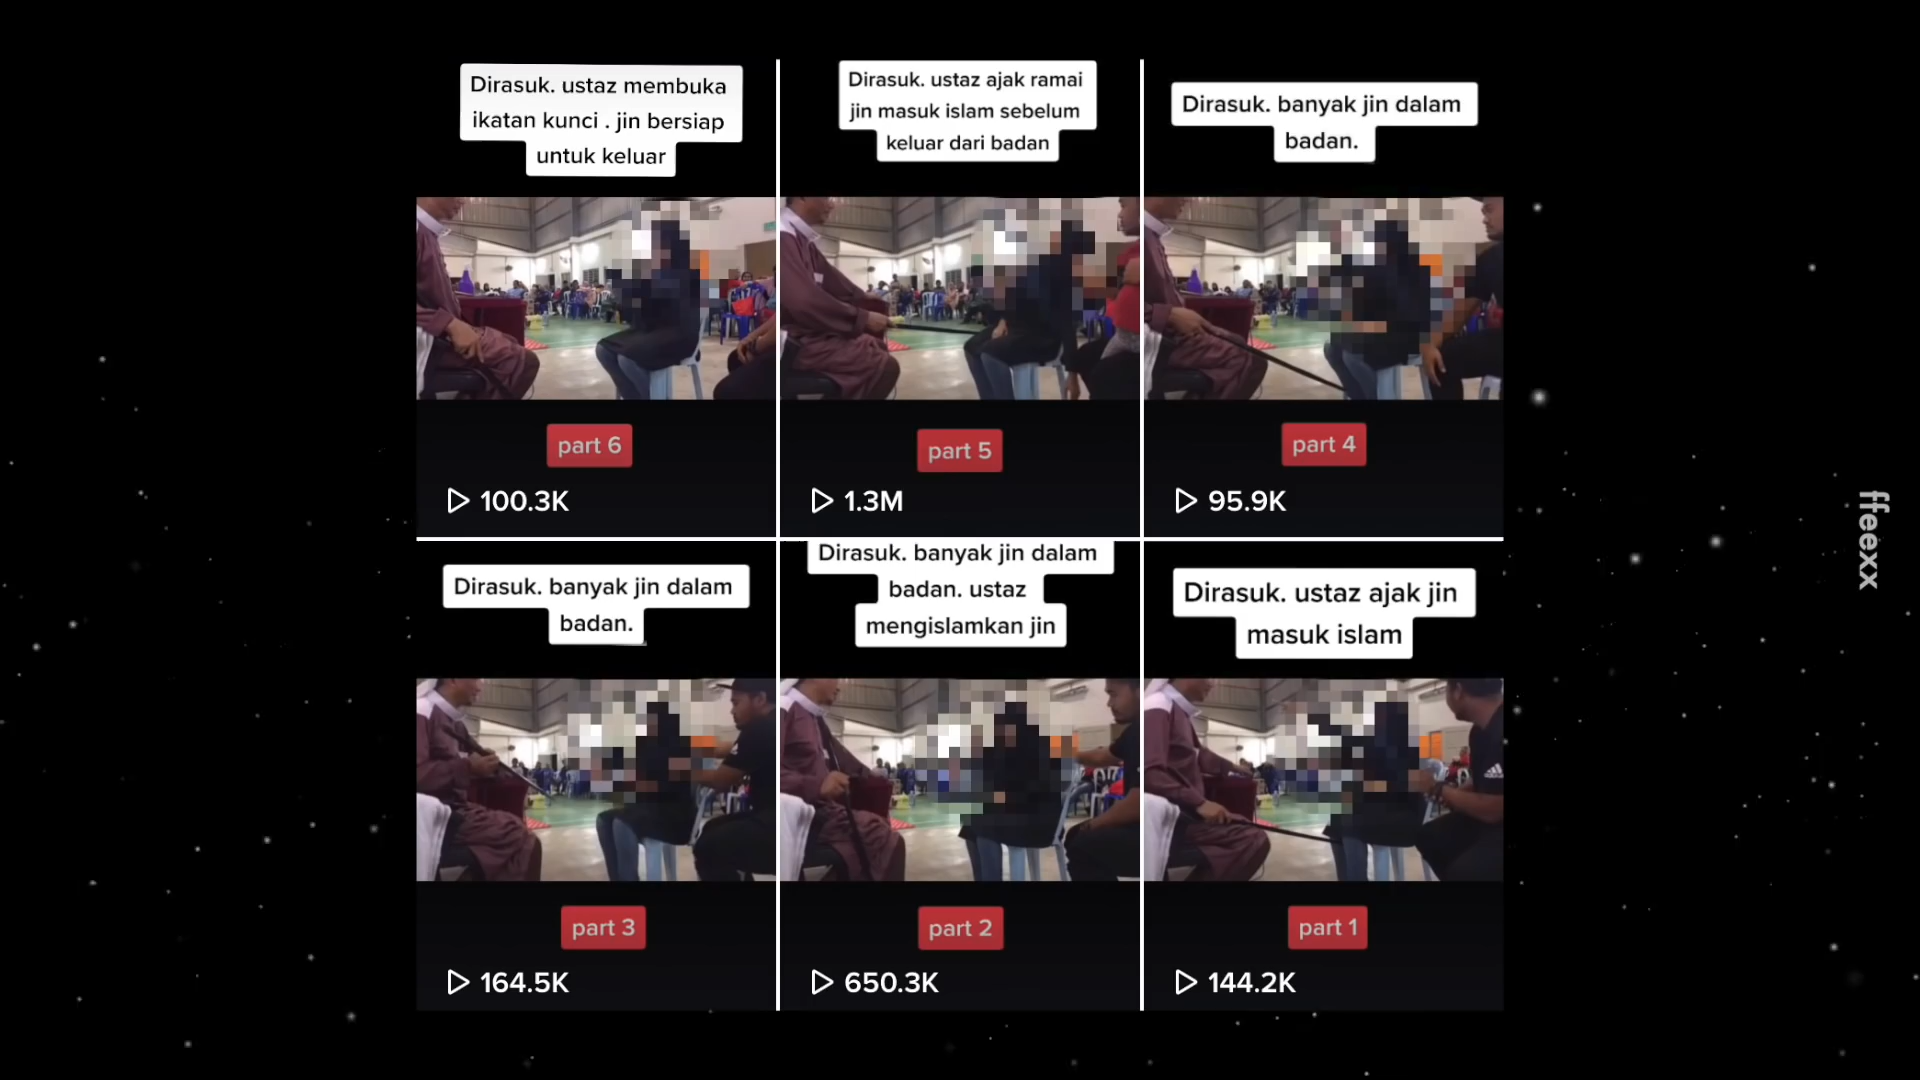 Dirasuk. ustaz membuka
ikatan kunci . jin bersiap
untuk keluar
part 6
100.3K
Dirasuk. ustaz ajak ramai
jin masuk islam sebelum
keluar dari badan
part 5
1.3M
Dirasuk. banyak jin dalam
badan.
part 4
95.9K
Dirasuk. banyak jin dalam
badan.
part 3
164.5K
Dirasuk. banyak jin dalam
badan. ustaz
mengislamkan jin
part 2
650.3K
Dirasuk. ustaz ajak jin
masuk islam
part 1
144.2K
ffeexx